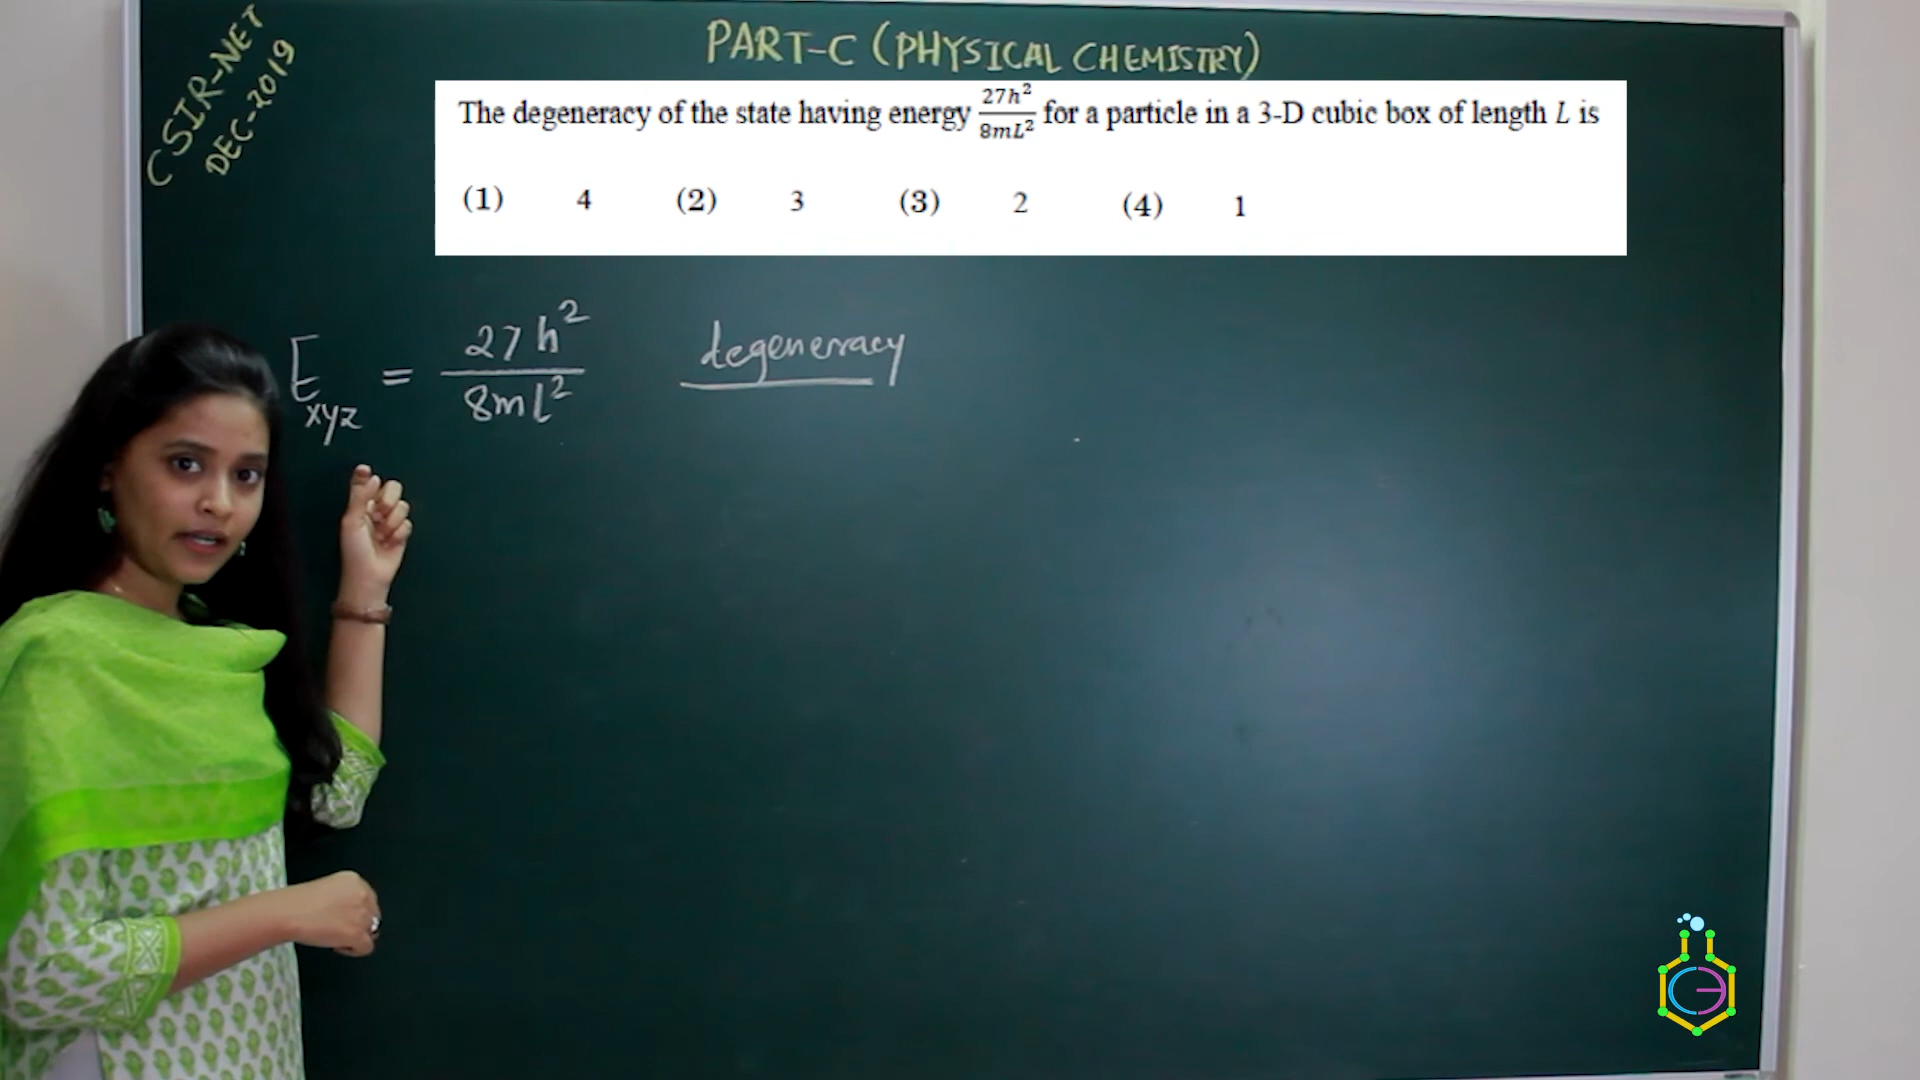 CSIR-NET
DEC-2019
PART-C (PHYSICAL CHEMISTRY)
The degeneracy of the state having energy 27h²/8mL² for a particle in a 3-D cubic box of length L is
(1) 4 (2) 3 (3) 2 (4) 1
E_xyz = 27h²/8ml² degeneracy